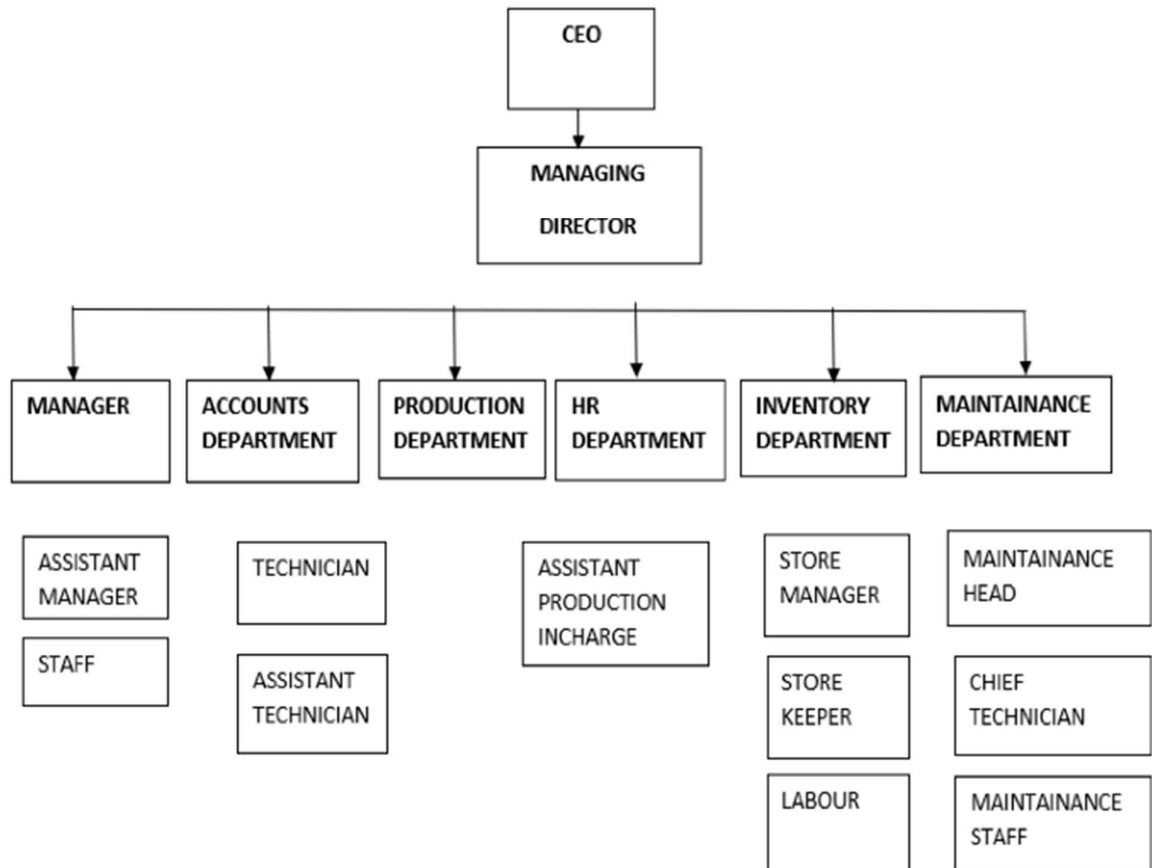 CEO
MANAGING
DIRECTOR
MANAGER
ACCOUNTS
DEPARTMENT
PRODUCTION
DEPARTMENT
HR
DEPARTMENT
INVENTORY
DEPARTMENT
MAINTAINANCE
DEPARTMENT
ASSISTANT
MANAGER
STAFF
TECHNICIAN
ASSISTANT
TECHNICIAN
ASSISTANT
PRODUCTION
INCHARGE
STORE
MANAGER
STORE
KEEPER
LABOUR
MAINTAINANCE
HEAD
CHIEF
TECHNICIAN
MAINTAINANCE
STAFF